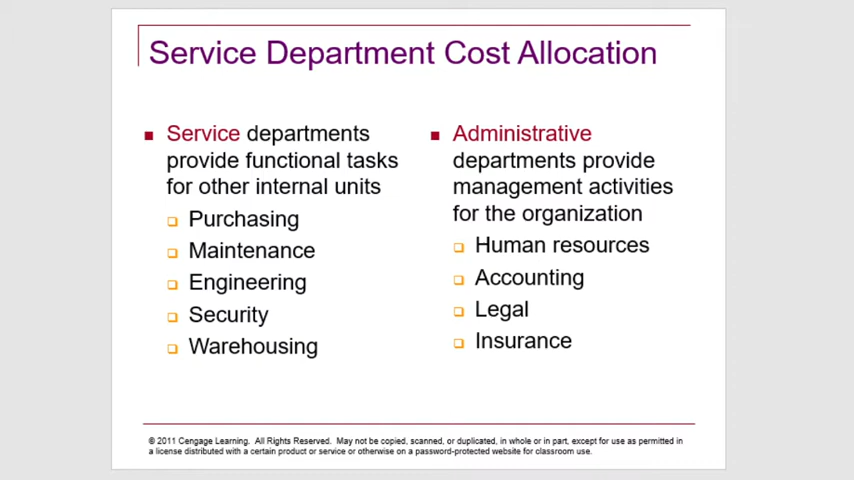 Service Department Cost Allocation
Service departments
provide functional tasks
for other internal units
Purchasing
Maintenance
Engineering
Security
Warehousing
Administrative
departments provide
management activities
for the organization
Human resources
Accounting
Legal
Insurance
© 2011 Cengage Learning. All Rights Reserved. May not be copied, scanned, or duplicated, in whole or in part, except for use as permitted in
a license distributed with a certain product or service or otherwise on a password-protected website for classroom use.